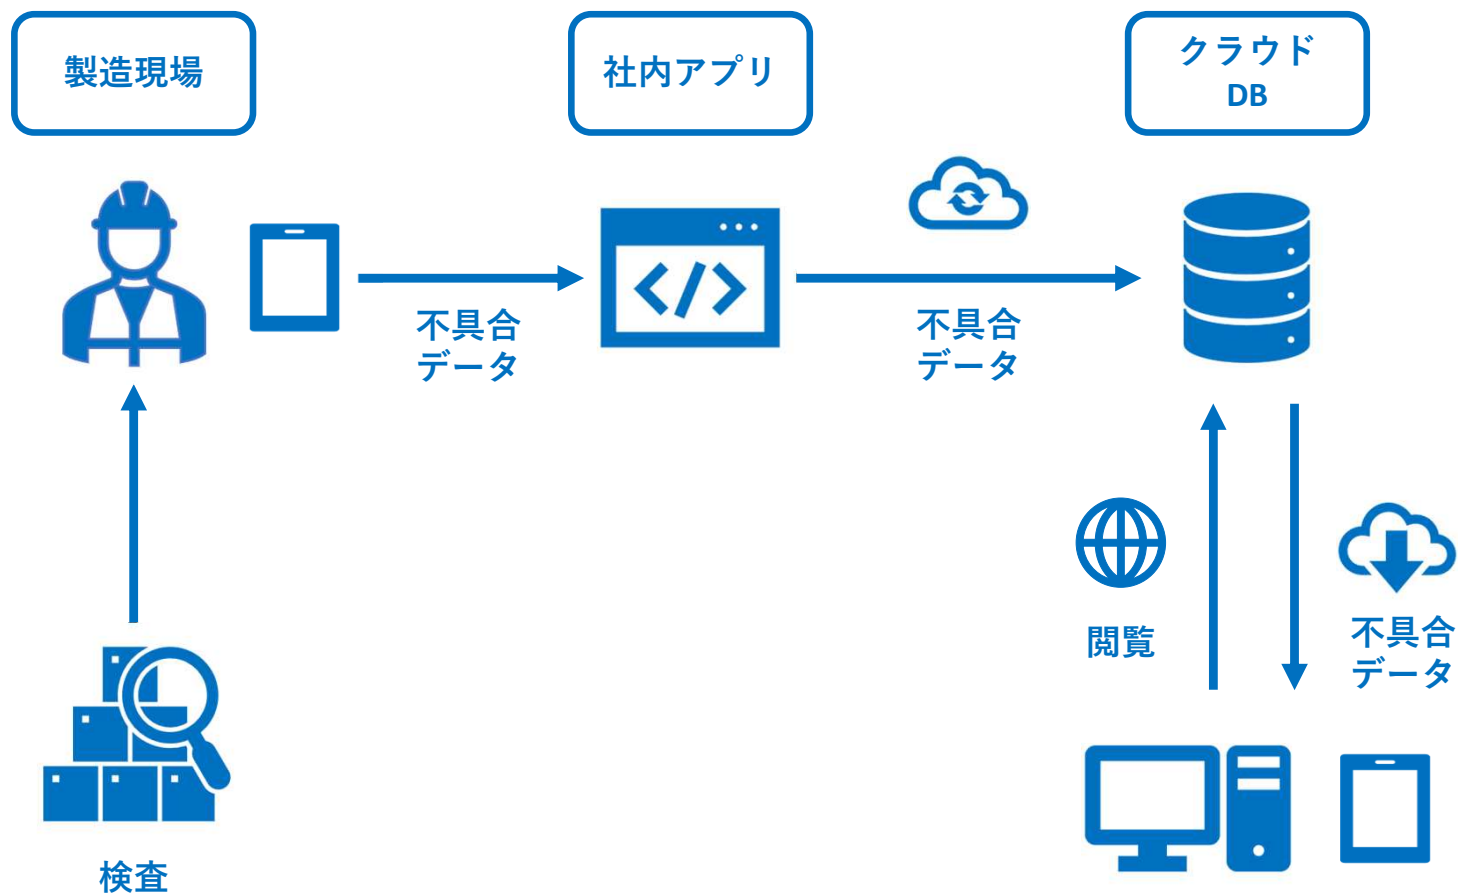 製造現場
社内アプリ
クラウド
DB
不具合
データ
不具合
データ
閲覧
不具合
データ
検査